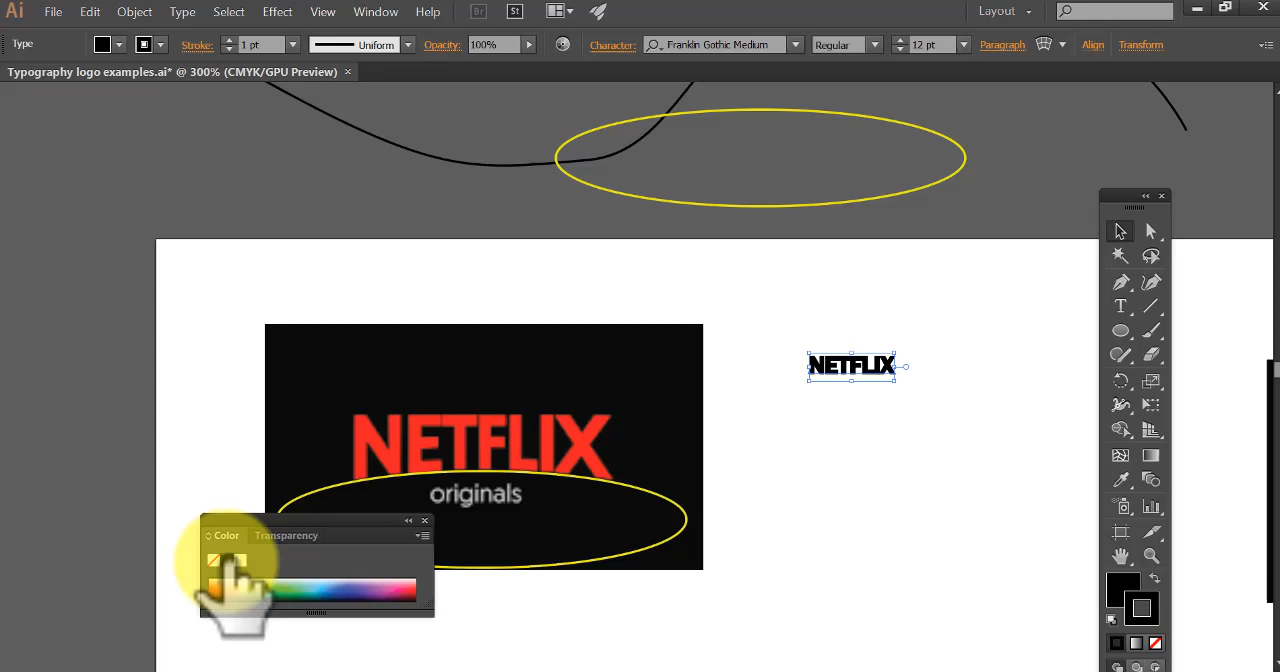 Ai File Edit Object Type Select Effect View Window Help Br St Layout
Type Stroke: 1 pt Uniform Opacity: 100% Character: Frankin Gothic Medium Regular 12 pt Paragraph Align Transform
Typography logo examples.ai* @ 300% (CMYK/GPU Preview) ×
NETFLIX
NETFLIX
originals
Color Transparency
T